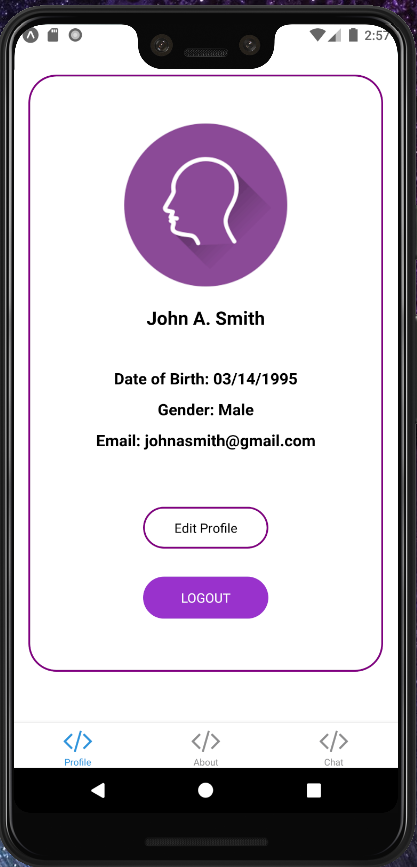 2:57
John A. Smith
Date of Birth: 03/14/1995
Gender: Male
Email: johnasmith@gmail.com
Edit Profile
LOGOUT
</> </> </>
Profile About Chat